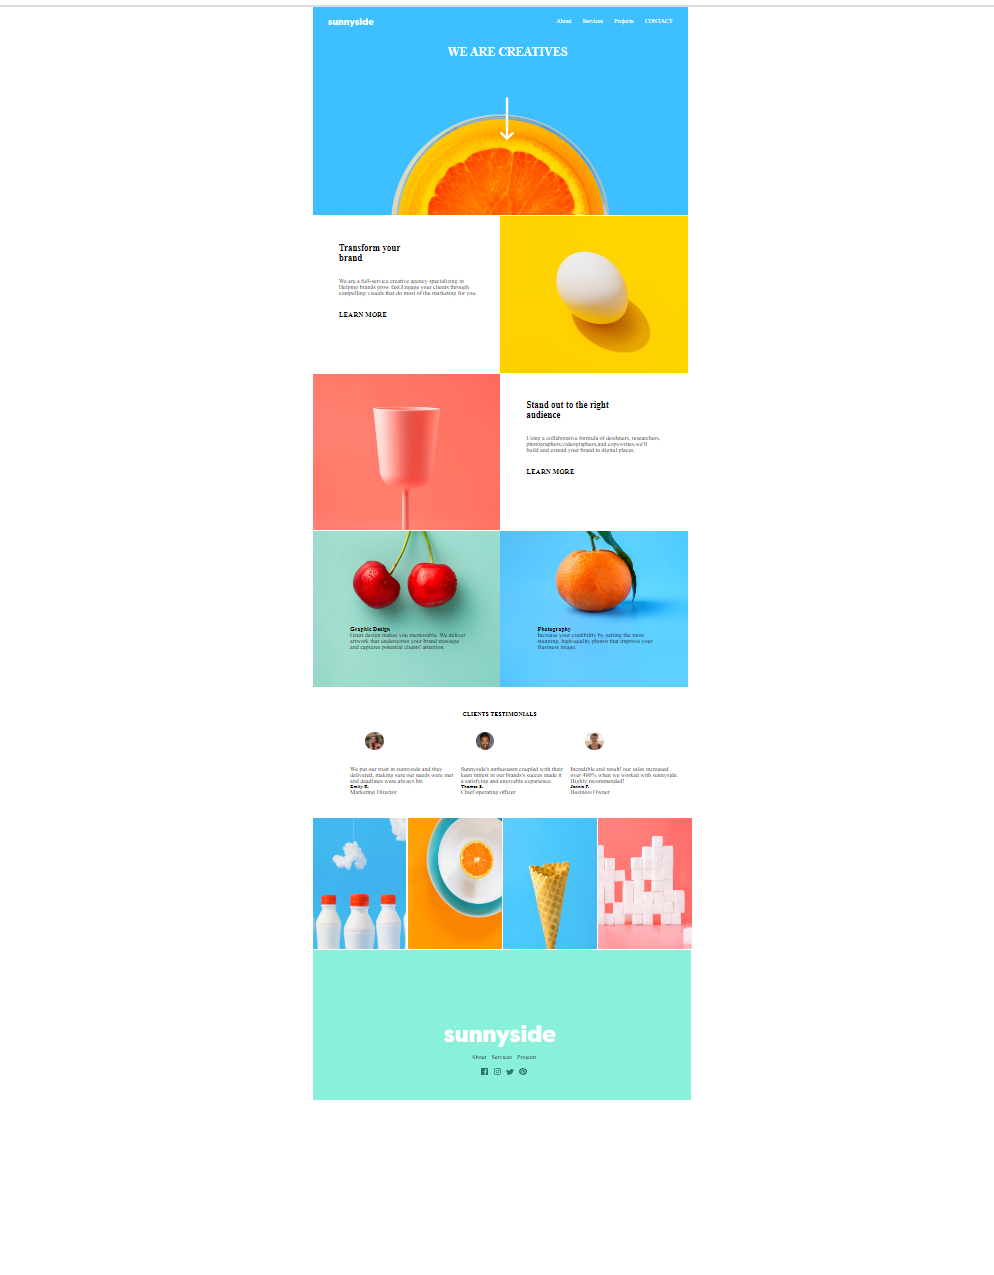 sunnyside
About Services Projects CONTACT
WE ARE CREATIVES
Transform your
brand
We are a full-service creative agency specializing in
Helping brands grow fast.Engage your clients through
compelling visuals that do most of the marketing for you.
LEARN MORE
Stand out to the right
audience
Using a collaborative formula of desihners, researchers,
photographers,videographers,and copywrites,we'll
build and extend your brand in digital places.
LEARN MORE
Graphic Design
Great design makes you memorable. We deliver
artwork that underscores your brand message
and captures potential clients' attention.
Photography
Increase your credibility by getting the most
stunning, high-quality photos that improve your
Business image.
CLIENTS TESTIMONIALS
We put our trust in sunnyside and they
delivered, making sure our needs were met
and deadlines were always hit.
Emily R.
Marketing Director
Sunnyside's enthusiasm coupled with their
keen intrest in our brands's succes made it
a satisfying and enjoyeble experience.
Thomas S.
Chief operating officer
Incredible end result! our sales increased
over 400% when we worked with sunnyside.
Highly recommended!
Jennie F.
Business Owner
sunnyside
About Services Projects